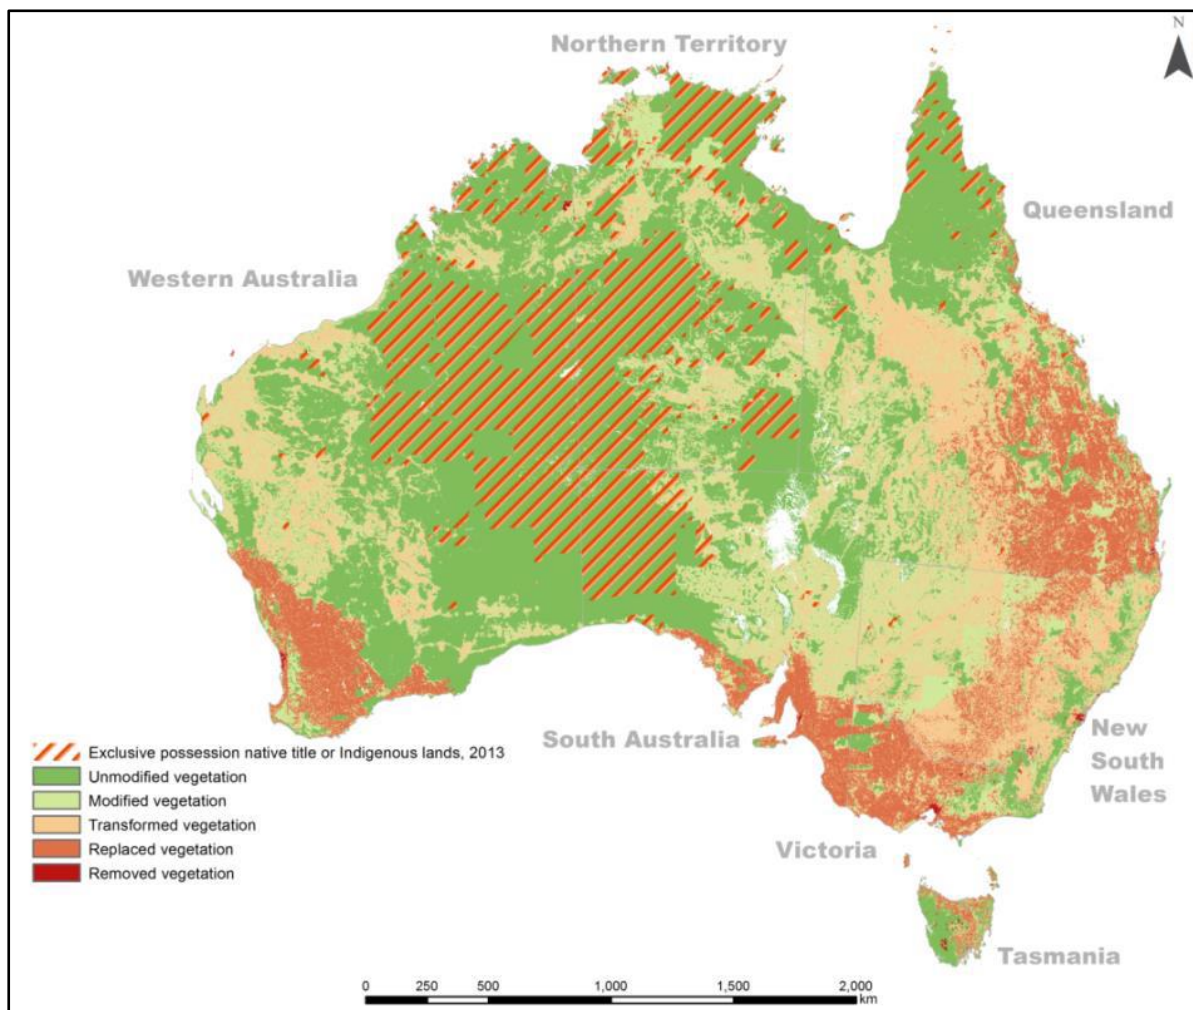 N
Northern Territory
Queensland
Western Australia
South Australia
New
South
Wales
Victoria
Tasmania
Exclusive possession native title or Indigenous lands, 2013
Unmodified vegetation
Modified vegetation
Transformed vegetation
Replaced vegetation
Removed vegetation
0 250 500 1,000 1,500 2,000
km